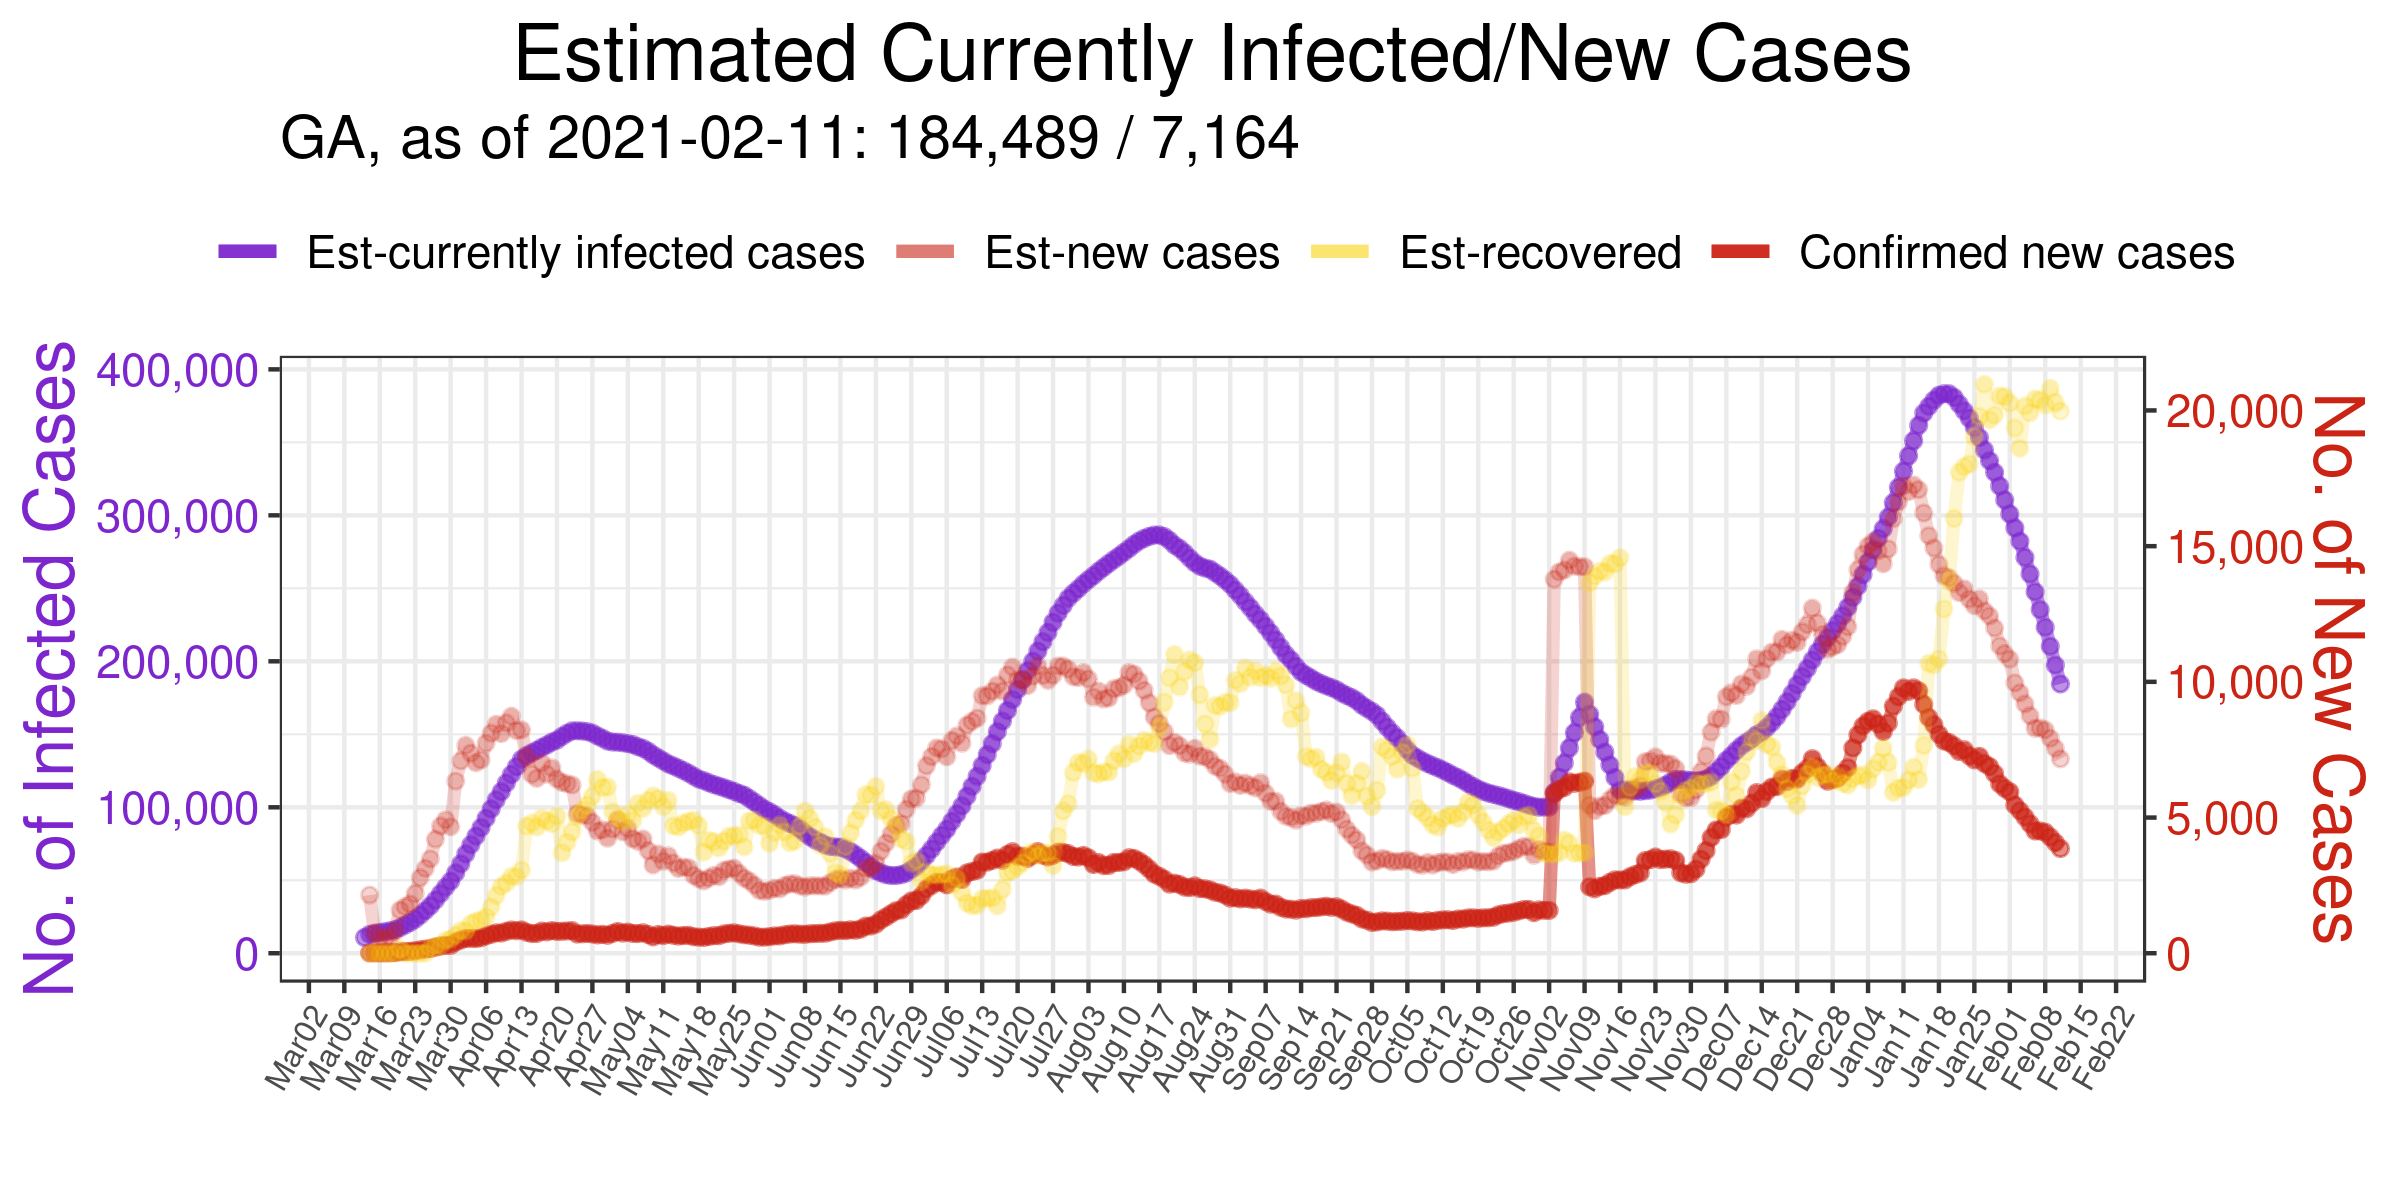 Estimated Currently Infected/New Cases
GA, as of 2021-02-11: 184,489 / 7,164
Est-currently infected cases
Est-new cases
Est-recovered
Confirmed new cases
No. of Infected Cases
400,000
300,000
200,000
100,000
0
20,000
15,000
10,000
5,000
0
No. of New Cases
Mar02
Mar09
Mar16
Mar23
Mar30
Apr06
Apr13
Apr20
Apr27
May04
May11
May18
May25
Jun01
Jun08
Jun15
Jun22
Jun29
Jul06
Jul13
Jul20
Jul27
Aug03
Aug10
Aug17
Aug24
Aug31
Sep07
Sep14
Sep21
Sep28
Oct05
Oct12
Oct19
Oct26
Nov02
Nov09
Nov16
Nov23
Nov30
Dec07
Dec14
Dec21
Dec28
Jan04
Jan11
Jan18
Jan25
Feb01
Feb08
Feb15
Feb22